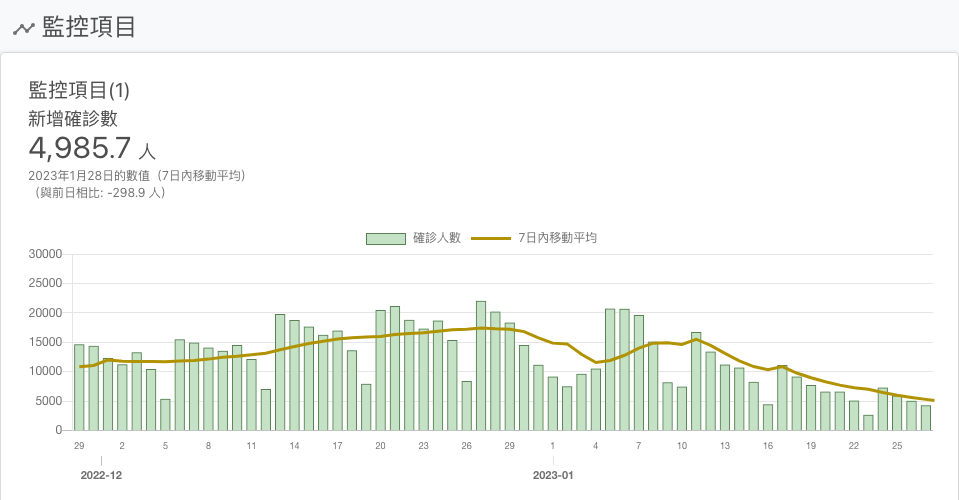 監控項目
監控項目(1)
新增確診數
4,985.7 人
2023年1月28日的數值（7日內移動平均）
（與前日相比: -298.9 人）
確診人數 7日內移動平均
30000
25000
20000
15000
10000
5000
0
29 2 5 8 11 14 17 20 23 26 29 1 4 7 10 13 16 19 22 25
2022-12 2023-01